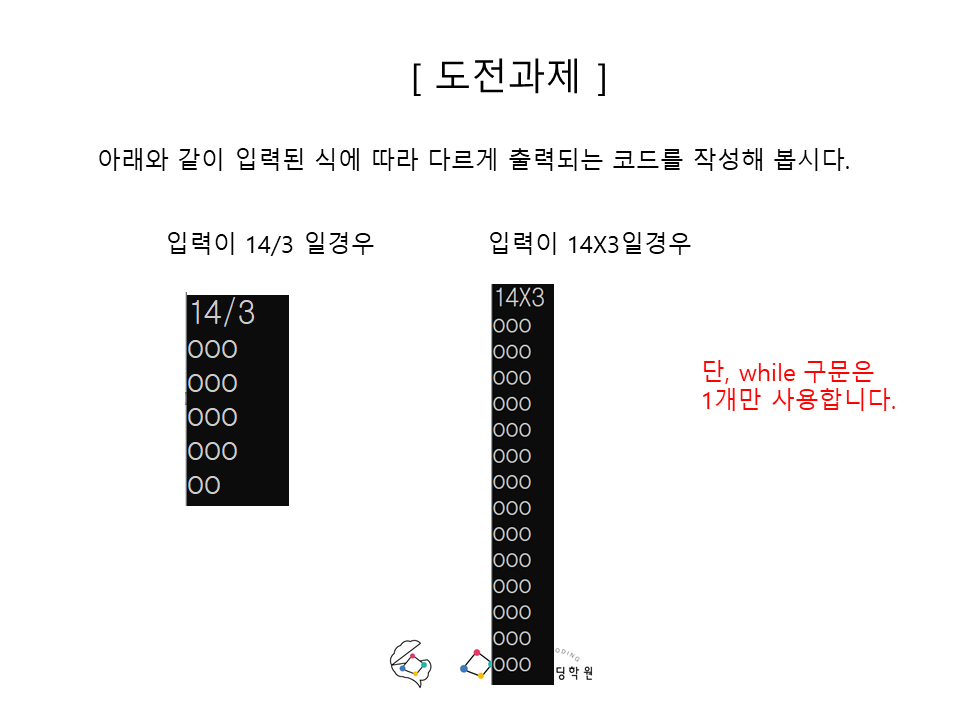 [ 도전과제 ]
아래와 같이 입력된 식에 따라 다르게 출력되는 코드를 작성해 봅시다.
입력이 14/3 일경우
14/3
ooo
ooo
ooo
ooo
oo
입력이 14X3일경우
14X3
ooo
ooo
ooo
ooo
ooo
ooo
ooo
ooo
ooo
ooo
ooo
ooo
ooo
ooo
단, while 구문은
1개만 사용합니다.
ODING
딩학원